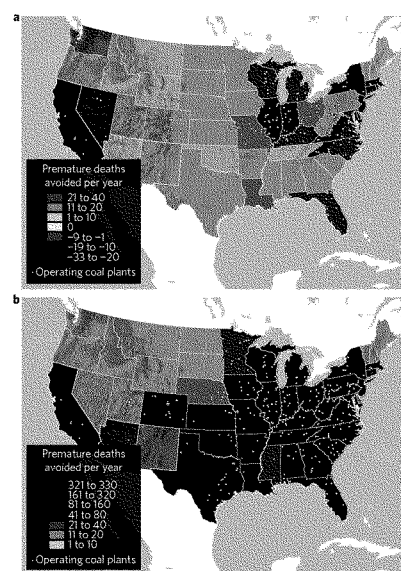 a
Premature deaths
avoided per year
21 to 40
11 to 20
1 to 10
0
−9 to −1
−19 to −10
−33 to −20
· Operating coal plants
b
Premature deaths
avoided per year
321 to 330
161 to 320
81 to 160
41 to 80
21 to 40
11 to 20
1 to 10
· Operating coal plants